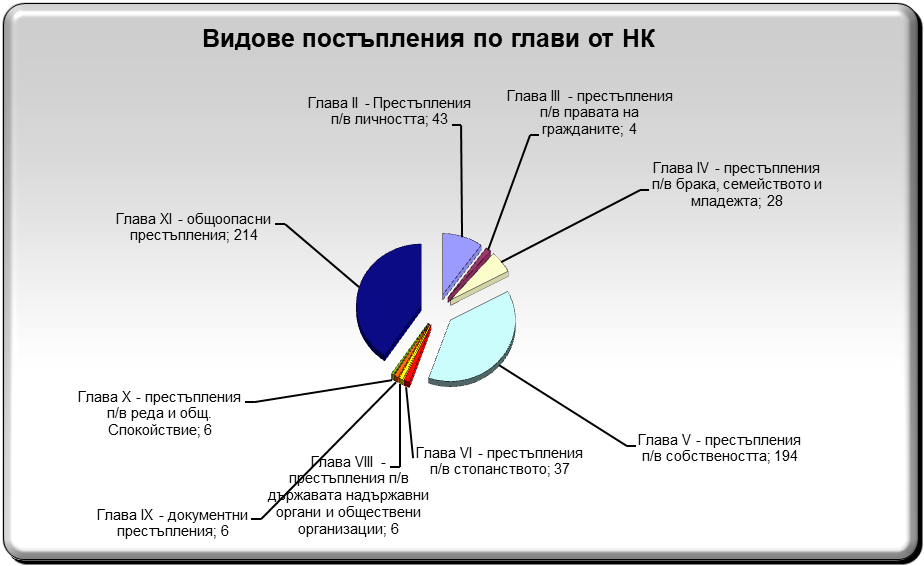 Видове постъпления по глави от НК
Глава II - Престъпления
п/в личността; 43
Глава III - престъпления
п/в правата на
гражданите; 4
Глава IV - престъпления
п/в брака, семейството и
младежта; 28
Глава XI - общоопасни
престъпления; 214
Глава X - престъпления
п/в реда и общ.
Спокойствие; 6
Глава V - престъпления
п/в собствеността; 194
Глава VI - престъпления
п/в стопанството; 37
Глава VIII -
престъпления п/в
държавата надържавни
органи и обществени
организации; 6
Глава IX - документни
престъпления; 6